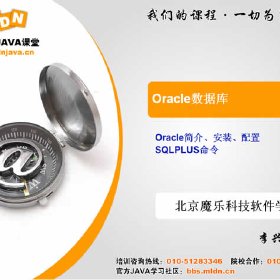 DN
JAVA课堂
dnjava.cn
我们的课程·一切为
Oracle数据库
Oracle简介、安装、配置
SQLPLUS命令
北京魔乐科技软件学
李兴
培训咨询热线：010-51283346 院校合作：010-
官方JAVA学习社区：bbs.mldn.cn